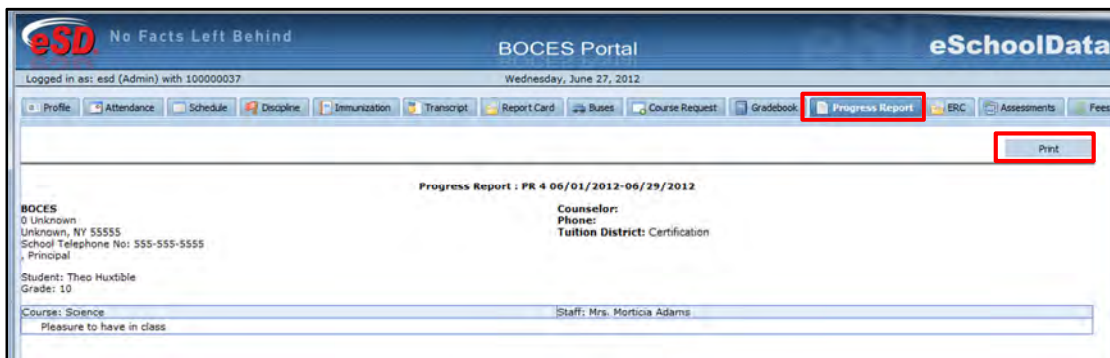 eSD No Facts Left Behind BOCES Portal eSchoolData
Logged in as: esd (Admin) with 100000037 Wednesday, June 27, 2012
Profile Attendance Schedule Discipline Immunization Transcript Report Card Buses Course Request Gradebook Progress Report ERC Assessments Fees
Print
Progress Report : PR 4 06/01/2012-06/29/2012
BOCES Counselor:
0 Unknown Phone:
Unknown, NY 55555 Tuition District: Certification
School Telephone No: 555-555-5555
, Principal
Student: Theo Huxtible
Grade: 10
Course: Science Staff: Mrs. Morticia Adams
Pleasure to have in class